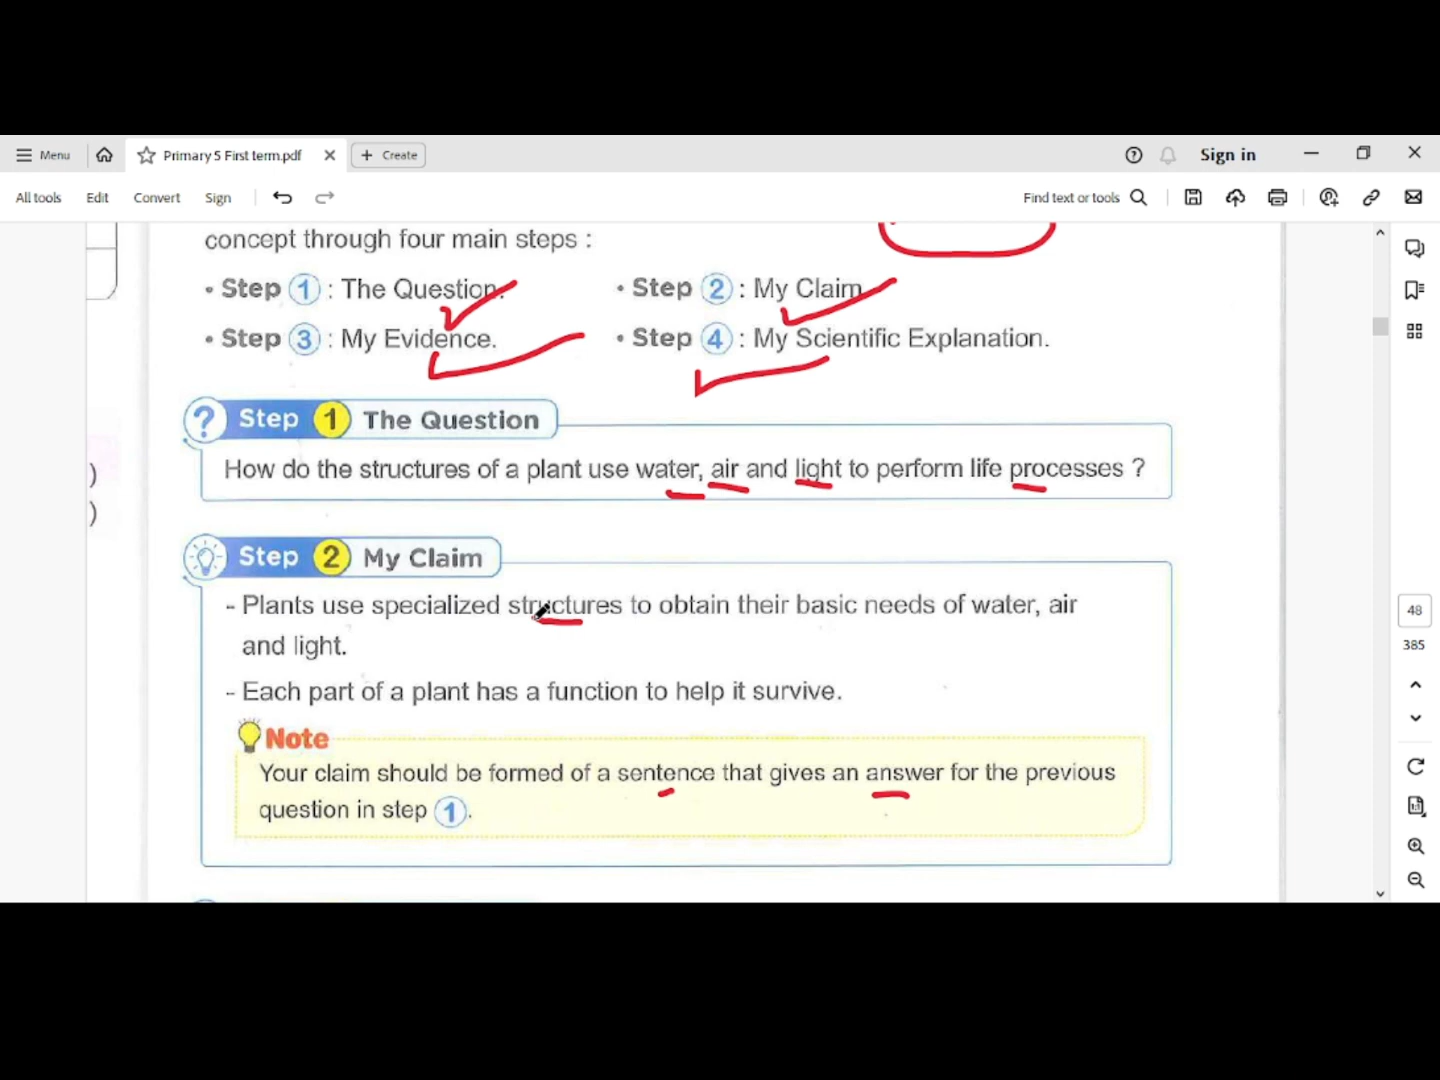 Menu
Primary 5 First term.pdf
Create
Sign in
All tools
Edit
Convert
Sign
Find text or tools
concept through four main steps :
• Step 1 : The Question.
• Step 2 : My Claim
• Step 3 : My Evidence.
• Step 4 : My Scientific Explanation.
? Step 1 The Question
How do the structures of a plant use water, air and light to perform life processes ?
Step 2 My Claim
- Plants use specialized structures to obtain their basic needs of water, air
and light.
- Each part of a plant has a function to help it survive.
Note
Your claim should be formed of a sentence that gives an answer for the previous
question in step 1.
)
)
48
385